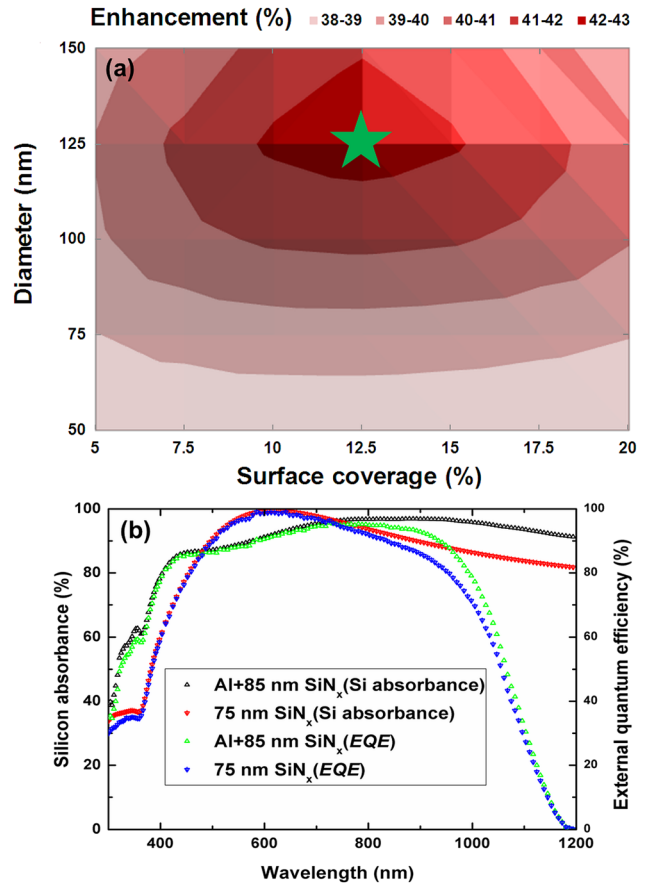 Enhancement (%) 38-39 39-40 40-41 41-42 42-43
(a)
150
125
100
75
50
Diameter (nm)
5 7.5 10 12.5 15 17.5 20
Surface coverage (%)
(b)
100
80
60
40
20
0
Silicon absorbance (%)
Al+85 nm SiNx(Si absorbance)
75 nm SiNx(Si absorbance)
Al+85 nm SiNx(EQE)
75 nm SiNx(EQE)
100
80
60
40
20
0
External quantum efficiency (%)
400 600 800 1000 1200
Wavelength (nm)